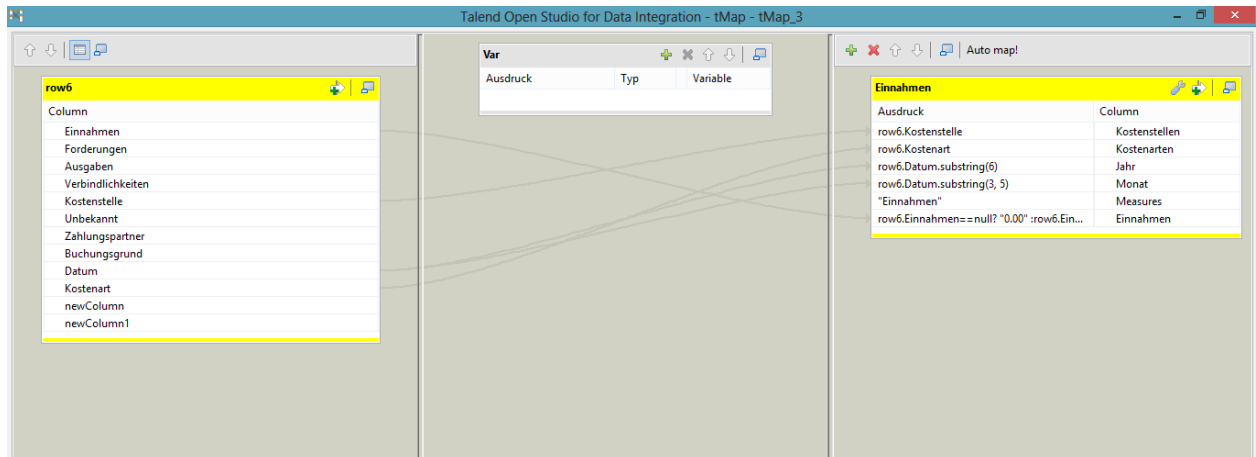 Talend Open Studio for Data Integration - tMap - tMap_3
row6
Column
Einnahmen
Forderungen
Ausgaben
Verbindlichkeiten
Kostenstelle
Unbekannt
Zahlungspartner
Buchungsgrund
Datum
Kostenart
newColumn
newColumn1
Var
Ausdruck Typ Variable
Auto map!
Einnahmen
Ausdruck Column
row6.Kostenstelle Kostenstellen
row6.Kostenart Kostenarten
row6.Datum.substring(6) Jahr
row6.Datum.substring(3, 5) Monat
"Einnahmen" Measures
row6.Einnahmen==null? "0.00" :row6.Ein... Einnahmen